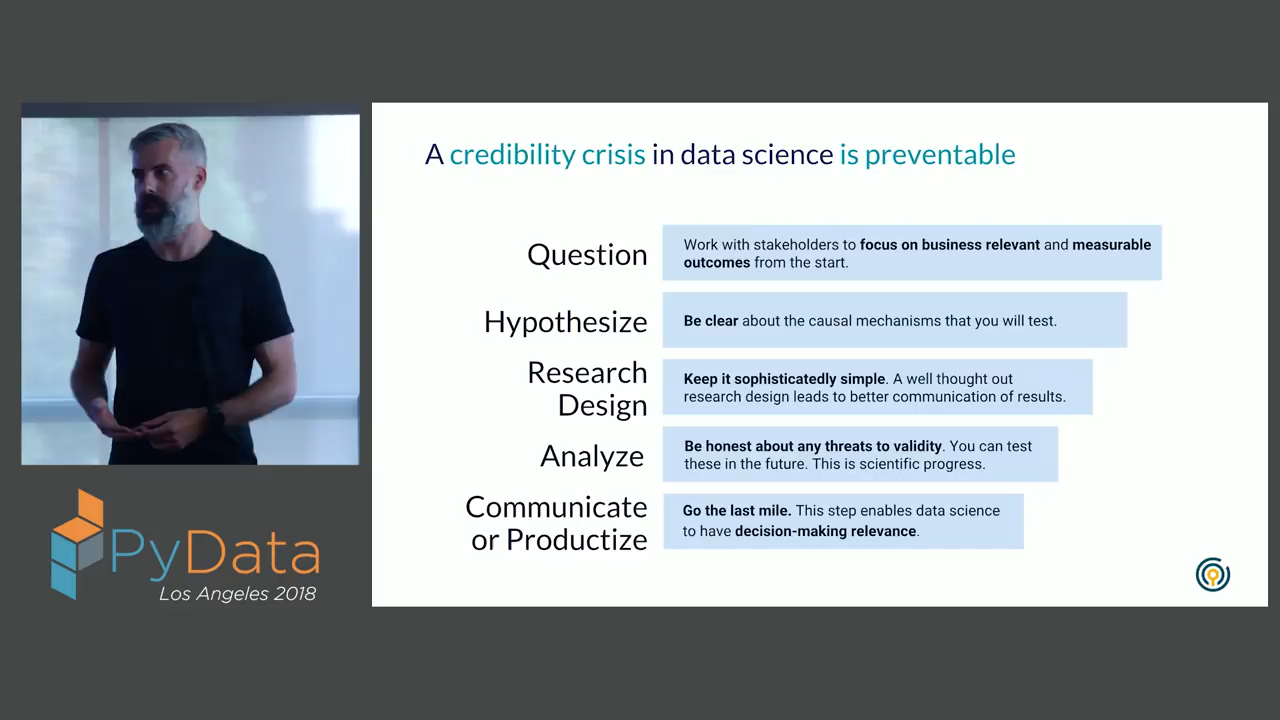 A credibility crisis in data science is preventable
Question
Work with stakeholders to focus on business relevant and measurable
outcomes from the start.
Hypothesize
Be clear about the causal mechanisms that you will test.
Research
Design
Keep it sophisticatedly simple. A well thought out
research design leads to better communication of results.
Analyze
Be honest about any threats to validity. You can test
these in the future. This is scientific progress.
Communicate
or Productize
Go the last mile. This step enables data science
to have decision-making relevance.
PyData
Los Angeles 2018